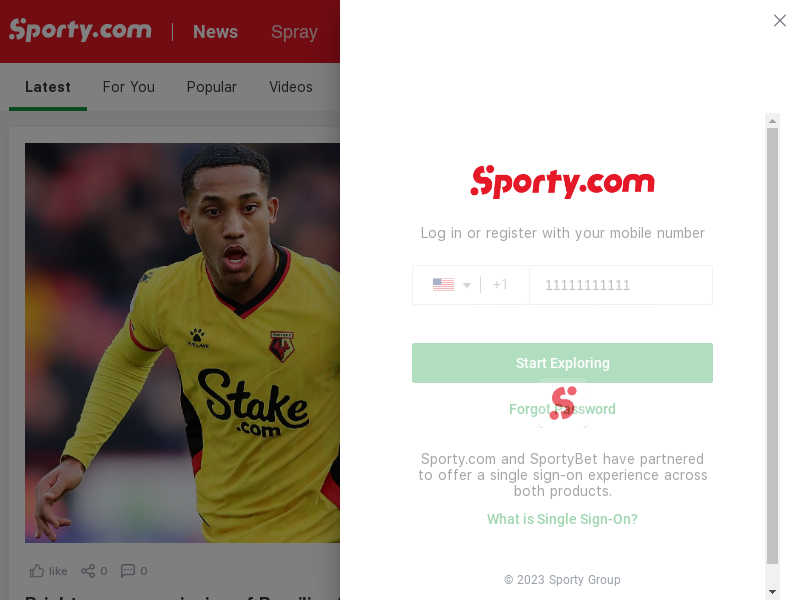 Sporty.com
News
Spray
Latest
For You
Popular
Videos
Stake
.com
like
0
0
Sporty.com
Log in or register with your mobile number
+1
11111111111
Start Exploring
Forgot Password
Sporty.com and SportyBet have partnered
to offer a single sign-on experience across
both products.
What is Single Sign-On?
© 2023 Sporty Group